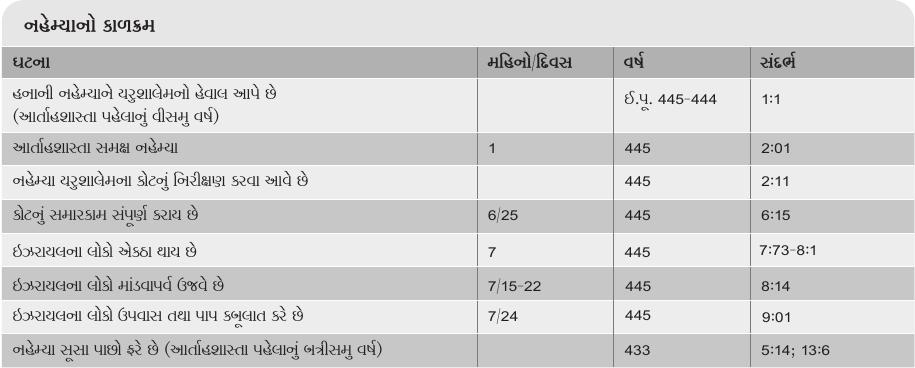 નહેમ્યાનો કાળક્રમ
ઘટના મહિનો/દિવસ વર્ષ સંદર્ભ
હનાની નહેમ્યાને યરુશાલેમનો હેવાલ આપે છે ઈ.પૂ. 445-444 1:1
(આર્તાહશાસ્તા પહેલાનું વીસમુ વર્ષ)
આર્તાહશાસ્તા સમક્ષ નહેમ્યા 1 445 2:01
નહેમ્યા યરુશાલેમના કોટનું નિરીક્ષણ કરવા આવે છે 445 2:11
કોટનું સમારકામ સંપૂર્ણ કરાય છે 6/25 445 6:15
ઇઝરાયલના લોકો એકઠા થાય છે 7 445 7:73-8:1
ઇઝરાયલના લોકો માંડવાપર્વ ઉજવે છે 7/15-22 445 8:14
ઇઝરાયલના લોકો ઉપવાસ તથા પાપ કબૂલાત કરે છે 7/24 445 9:01
નહેમ્યા સૂસા પાછો ફરે છે (આર્તાહશાસ્તા પહેલાનું બત્રીસમુ વર્ષ) 433 5:14; 13:6